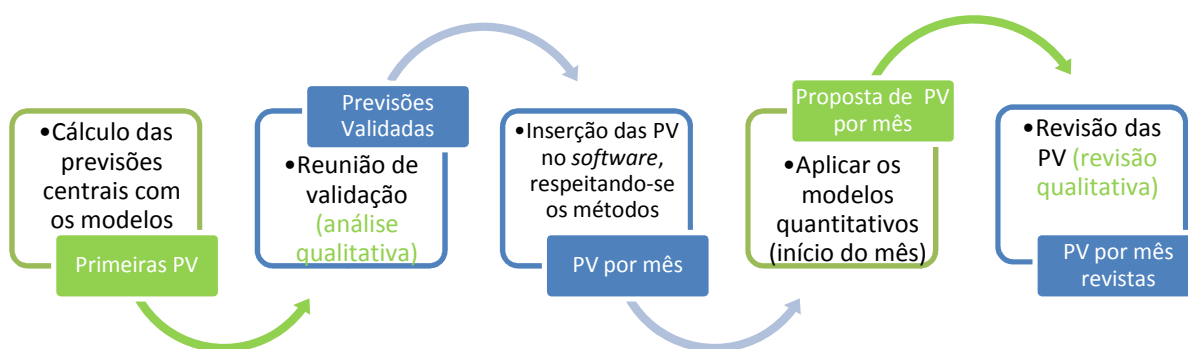 •Cálculo das
previsões
centrais com
os modelos
Primeiras PV
Previsões
Validadas
•Reunião de
validação
(análise
qualitativa)
•Inserção das PV
no software,
respeitando-se
os métodos
PV por mês
Proposta de PV
por mês
•Aplicar os
modelos
quantitativos
(início do mês)
•Revisão das
PV (revisão
qualitativa)
PV por mês
revistas